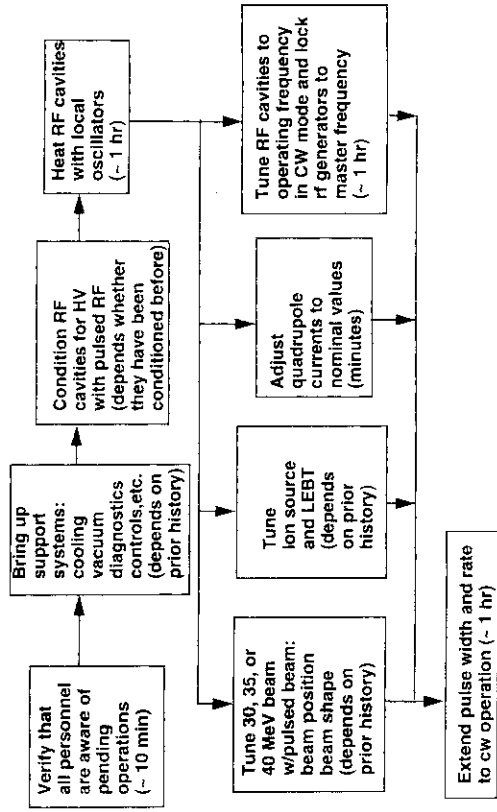 Verify that
all personnel
are aware of
pending
operations
(~ 10 min)
Bring up
support
systems:
cooling
vacuum
diagnostics
controls,etc.
(depends on
prior history)
Condition RF
cavities for HV
with pulsed RF
(depends whether
they have been
conditioned before)
Heat RF cavities
with local
oscillators
(~ 1 hr)
Tune 30, 35, or
40 MeV beam
w/pulsed beam:
beam position
beam shape
(depends on
prior history)
Tune
Ion source
and LEBT
(depends
on prior
history)
Adjust
quadrupole
currents to
nominal values
(minutes)
Tune RF cavities to
operating frequency
in CW mode and lock
rf generators to
master frequency
(~ 1 hr)
Extend pulse width and rate
to cw operation (~ 1 hr)